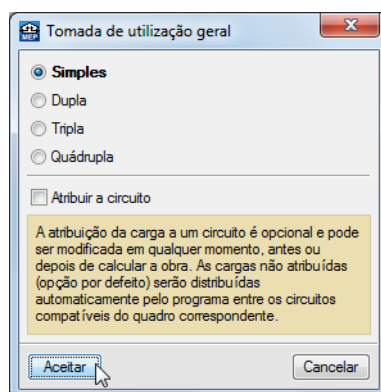 MEP Tomada de utilização geral
Simples
Dupla
Tripla
Quádrupla
Atribuir a circuito
A atribuição da carga a um circuito é opcional e pode
ser modificada em qualquer momento, antes ou
depois de calcular a obra. As cargas não atribuídas
(opção por defeito) serão distribuídas
automaticamente pelo programa entre os circuitos
compatíveis do quadro correspondente.
Aceitar Cancelar